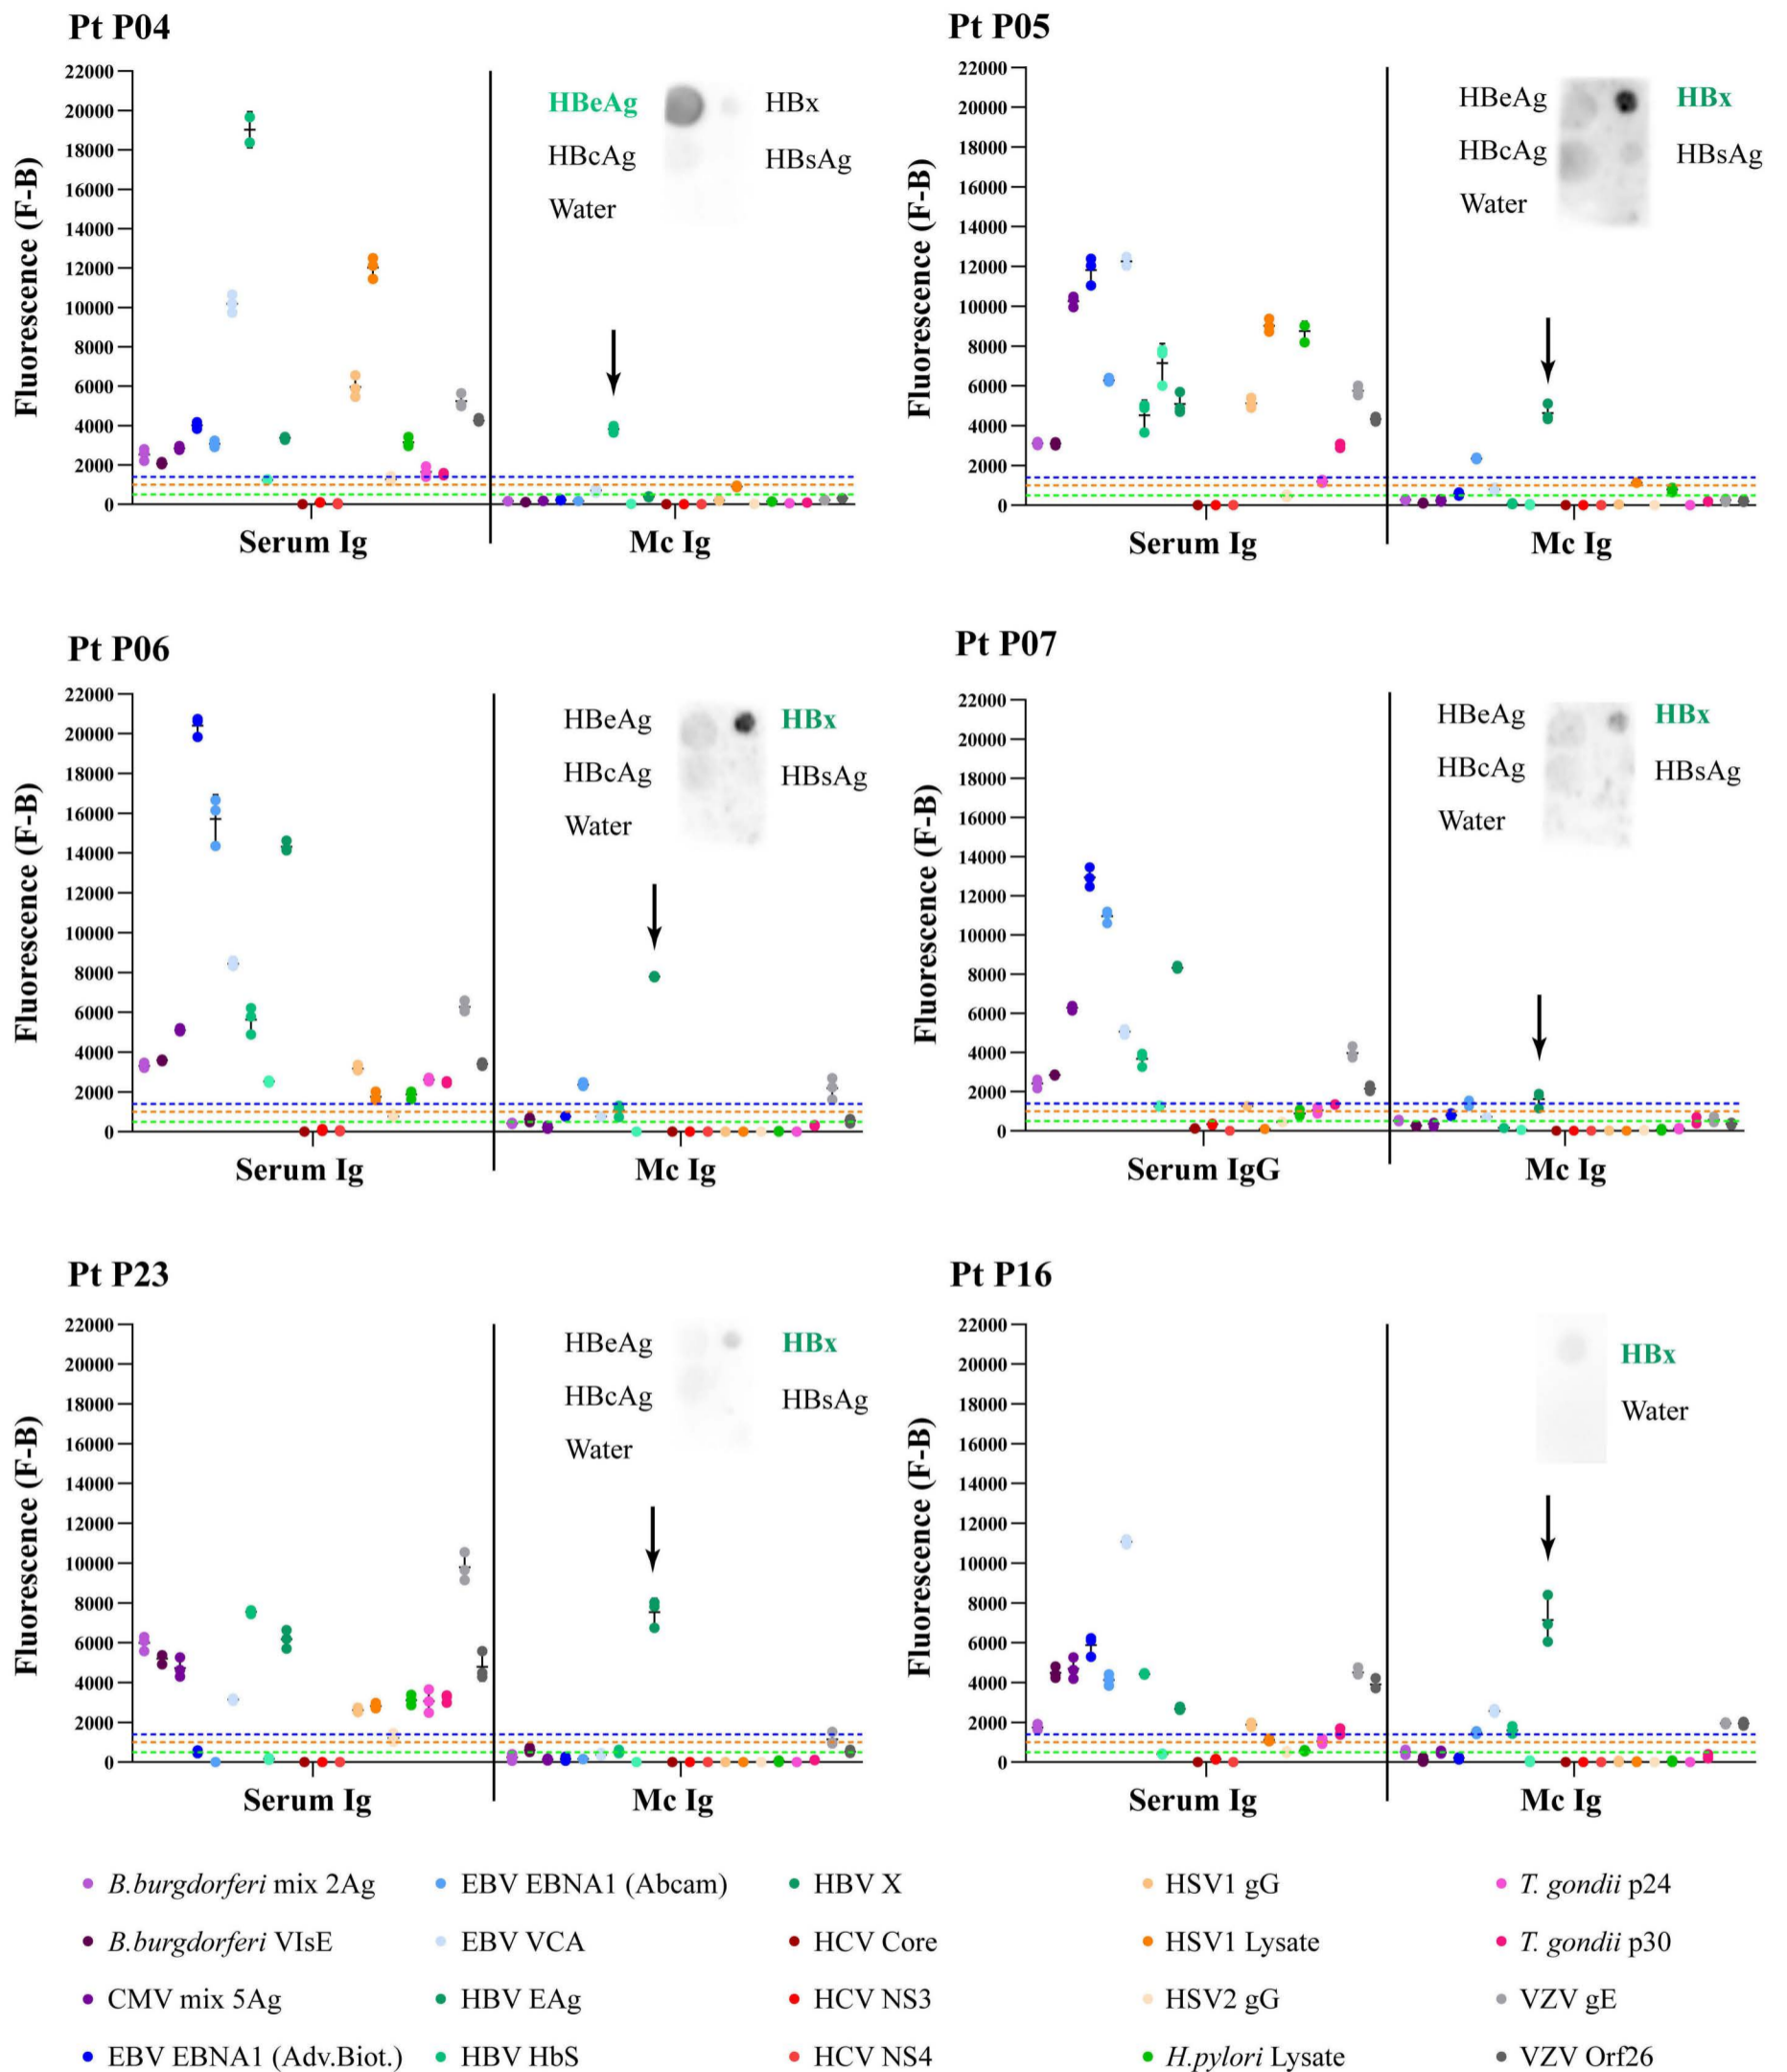 Pt P04
Fluorescence (F-B)
22000
20000
18000
16000
14000
12000
10000
8000
6000
4000
2000
0
HBeAg HBx
HBcAg HBsAg
Water
Serum Ig Mc Ig
Pt P05
Fluorescence (F-B)
22000
20000
18000
16000
14000
12000
10000
8000
6000
4000
2000
0
HBeAg HBx
HBcAg HBsAg
Water
Serum Ig Mc Ig
Pt P06
Fluorescence (F-B)
22000
20000
18000
16000
14000
12000
10000
8000
6000
4000
2000
0
HBeAg HBx
HBcAg HBsAg
Water
Serum Ig Mc Ig
Pt P07
Fluorescence (F-B)
22000
20000
18000
16000
14000
12000
10000
8000
6000
4000
2000
0
HBeAg HBx
HBcAg HBsAg
Water
Serum IgG Mc Ig
Pt P23
Fluorescence (F-B)
22000
20000
18000
16000
14000
12000
10000
8000
6000
4000
2000
0
HBeAg HBx
HBcAg HBsAg
Water
Serum Ig Mc Ig
Pt P16
Fluorescence (F-B)
22000
20000
18000
16000
14000
12000
10000
8000
6000
4000
2000
0
HBx
Water
Serum Ig Mc Ig
B.burgdorferi mix 2Ag EBV EBNA1 (Abcam) HBV X HSV1 gG T. gondii p24
B.burgdorferi VIsE EBV VCA HCV Core HSV1 Lysate T. gondii p30
CMV mix 5Ag HBV EAg HCV NS3 HSV2 gG VZV gE
EBV EBNA1 (Adv.Biot.) HBV HbS HCV NS4 H.pylori Lysate VZV Orf26